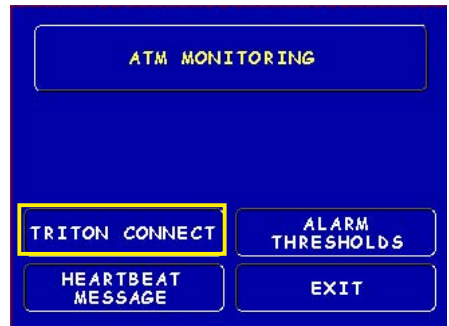 ATM MONITORING
TRITON CONNECT
ALARM
THRESHOLDS
HEARTBEAT
MESSAGE
EXIT